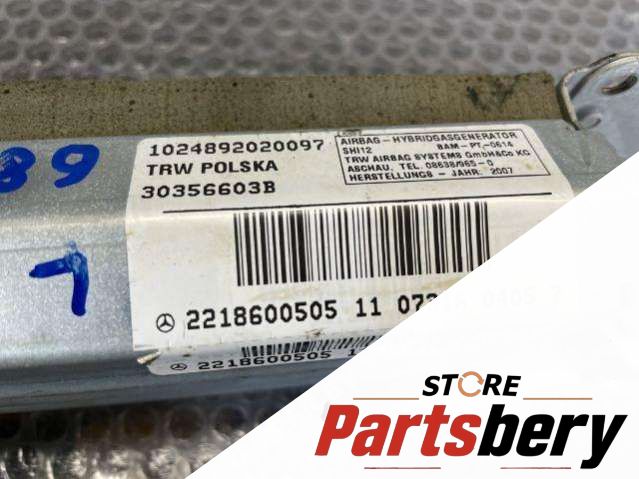 89
L
1024892020097
TRW POLSKA
30356603B
AIRBAG-HYBRIDGASGENERATOR
SHI12 BAM-PT.-0614
TRW AIRBAG SYSTEMS GmbH&Co KG
ASCHAU, TEL. 08638/965-0
HERSTELLUNGS-JAHR: 2007
2218600505 11
2218600505
STORE
Partsbery